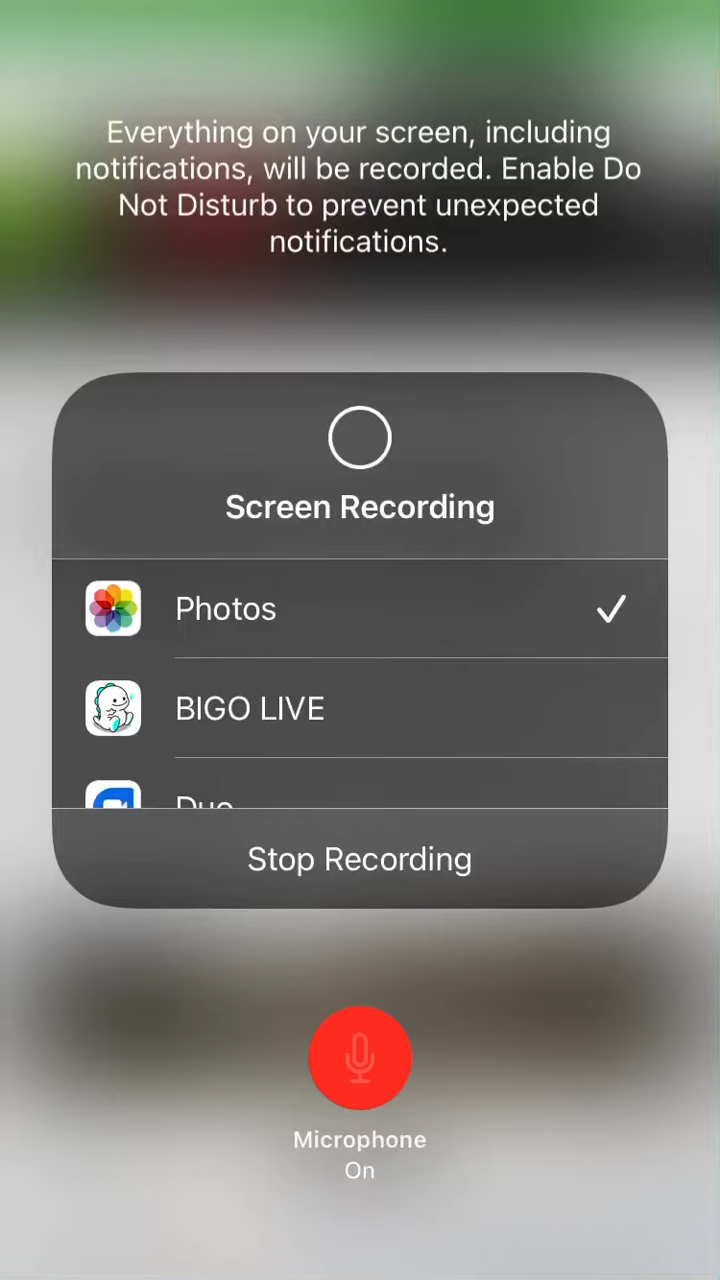 Everything on your screen, including
notifications, will be recorded. Enable Do
Not Disturb to prevent unexpected
notifications.
Screen Recording
Photos
BIGO LIVE
Duo
Stop Recording
Microphone
On